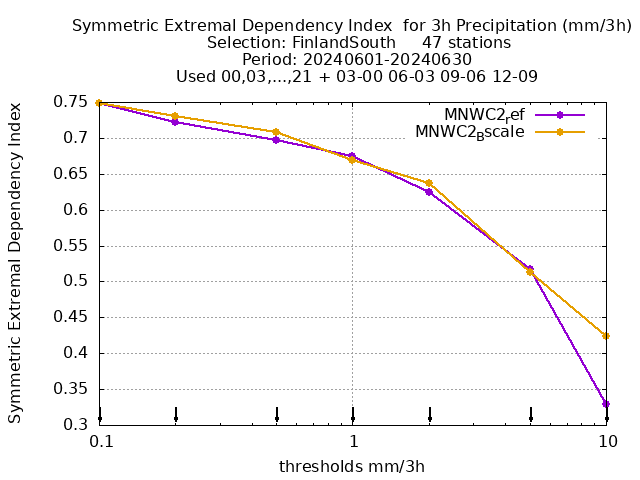 Symmetric Extremal Dependency Index  for 3h Precipitation (mm/3h)
Selection: FinlandSouth     47 stations
Period: 20240601-20240630
Used 00,03,...,21 + 03-00 06-03 09-06 12-09
Symmetric Extremal Dependency Index
0.75
0.7
0.65
0.6
0.55
0.5
0.45
0.4
0.35
0.3
MNWC2ref
MNWC2Bscale
0.1 1 10
thresholds mm/3h